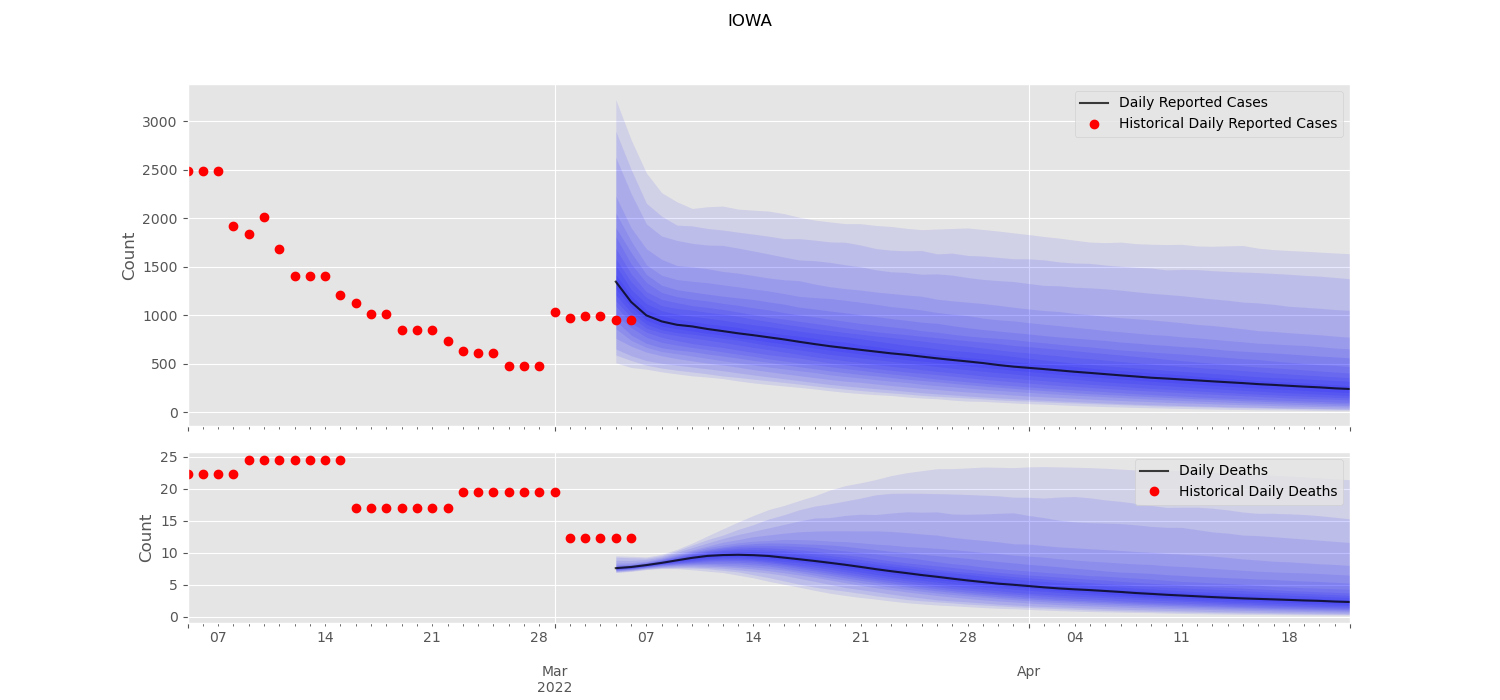 IOWA
Daily Reported Cases
Historical Daily Reported Cases
Count
3000
2500
2000
1500
1000
500
0
Daily Deaths
Historical Daily Deaths
Count
25
20
15
10
5
0
07 14 21 28 07 14 21 28 04 11 18
Mar Apr
2022